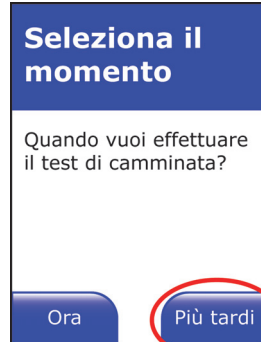 Seleziona il
momento
Quando vuoi effettuare
il test di camminata?
Ora
Più tardi